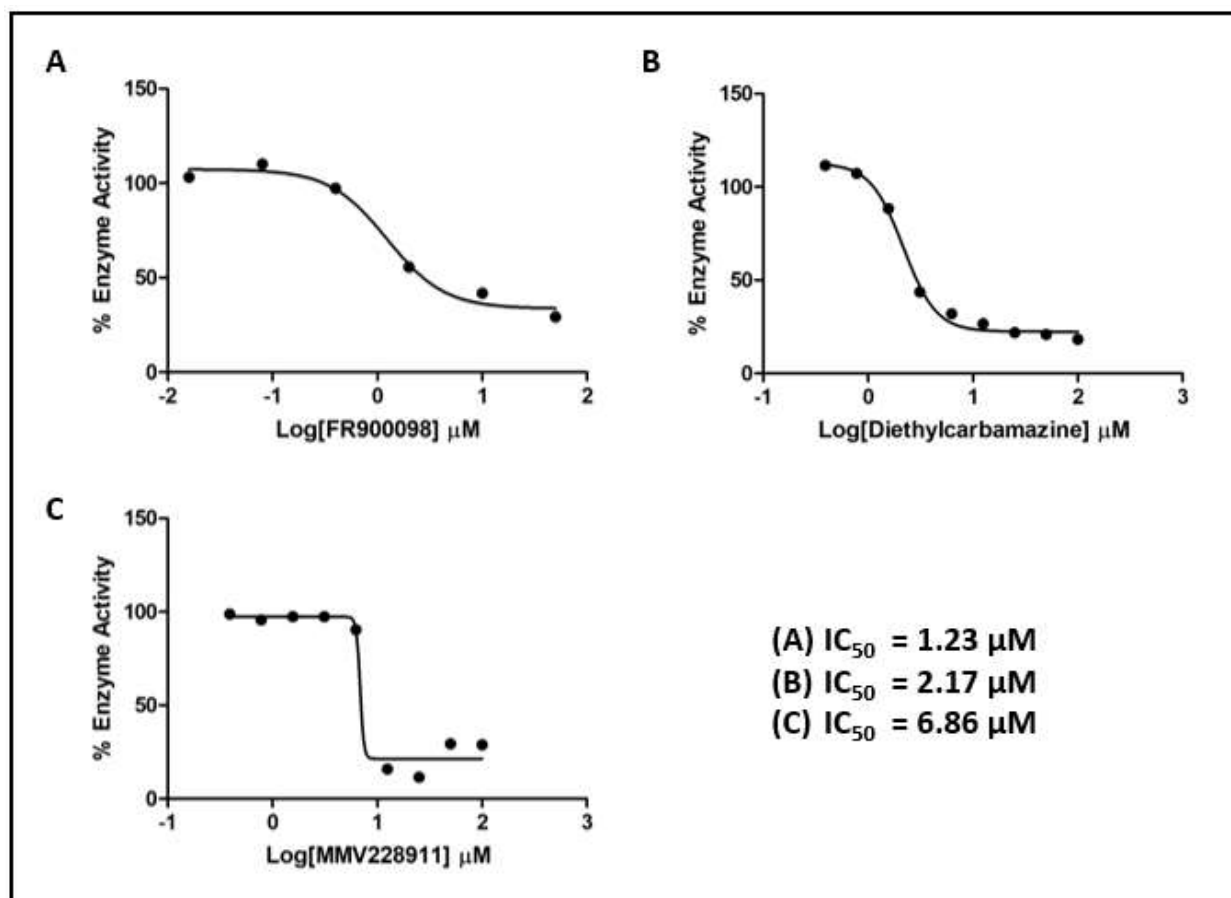 A
150
100
50
0
% Enzyme Activity
-2 -1 0 1 2
Log[FR900098] μM
B
150
100
50
0
% Enzyme Activity
-1 0 1 2 3
Log[Diethylcarbamazine] μM
C
150
100
50
0
% Enzyme Activity
-1 0 1 2 3
Log[MMV228911] μM
(A) IC₅₀ = 1.23 μM
(B) IC₅₀ = 2.17 μM
(C) IC₅₀ = 6.86 μM